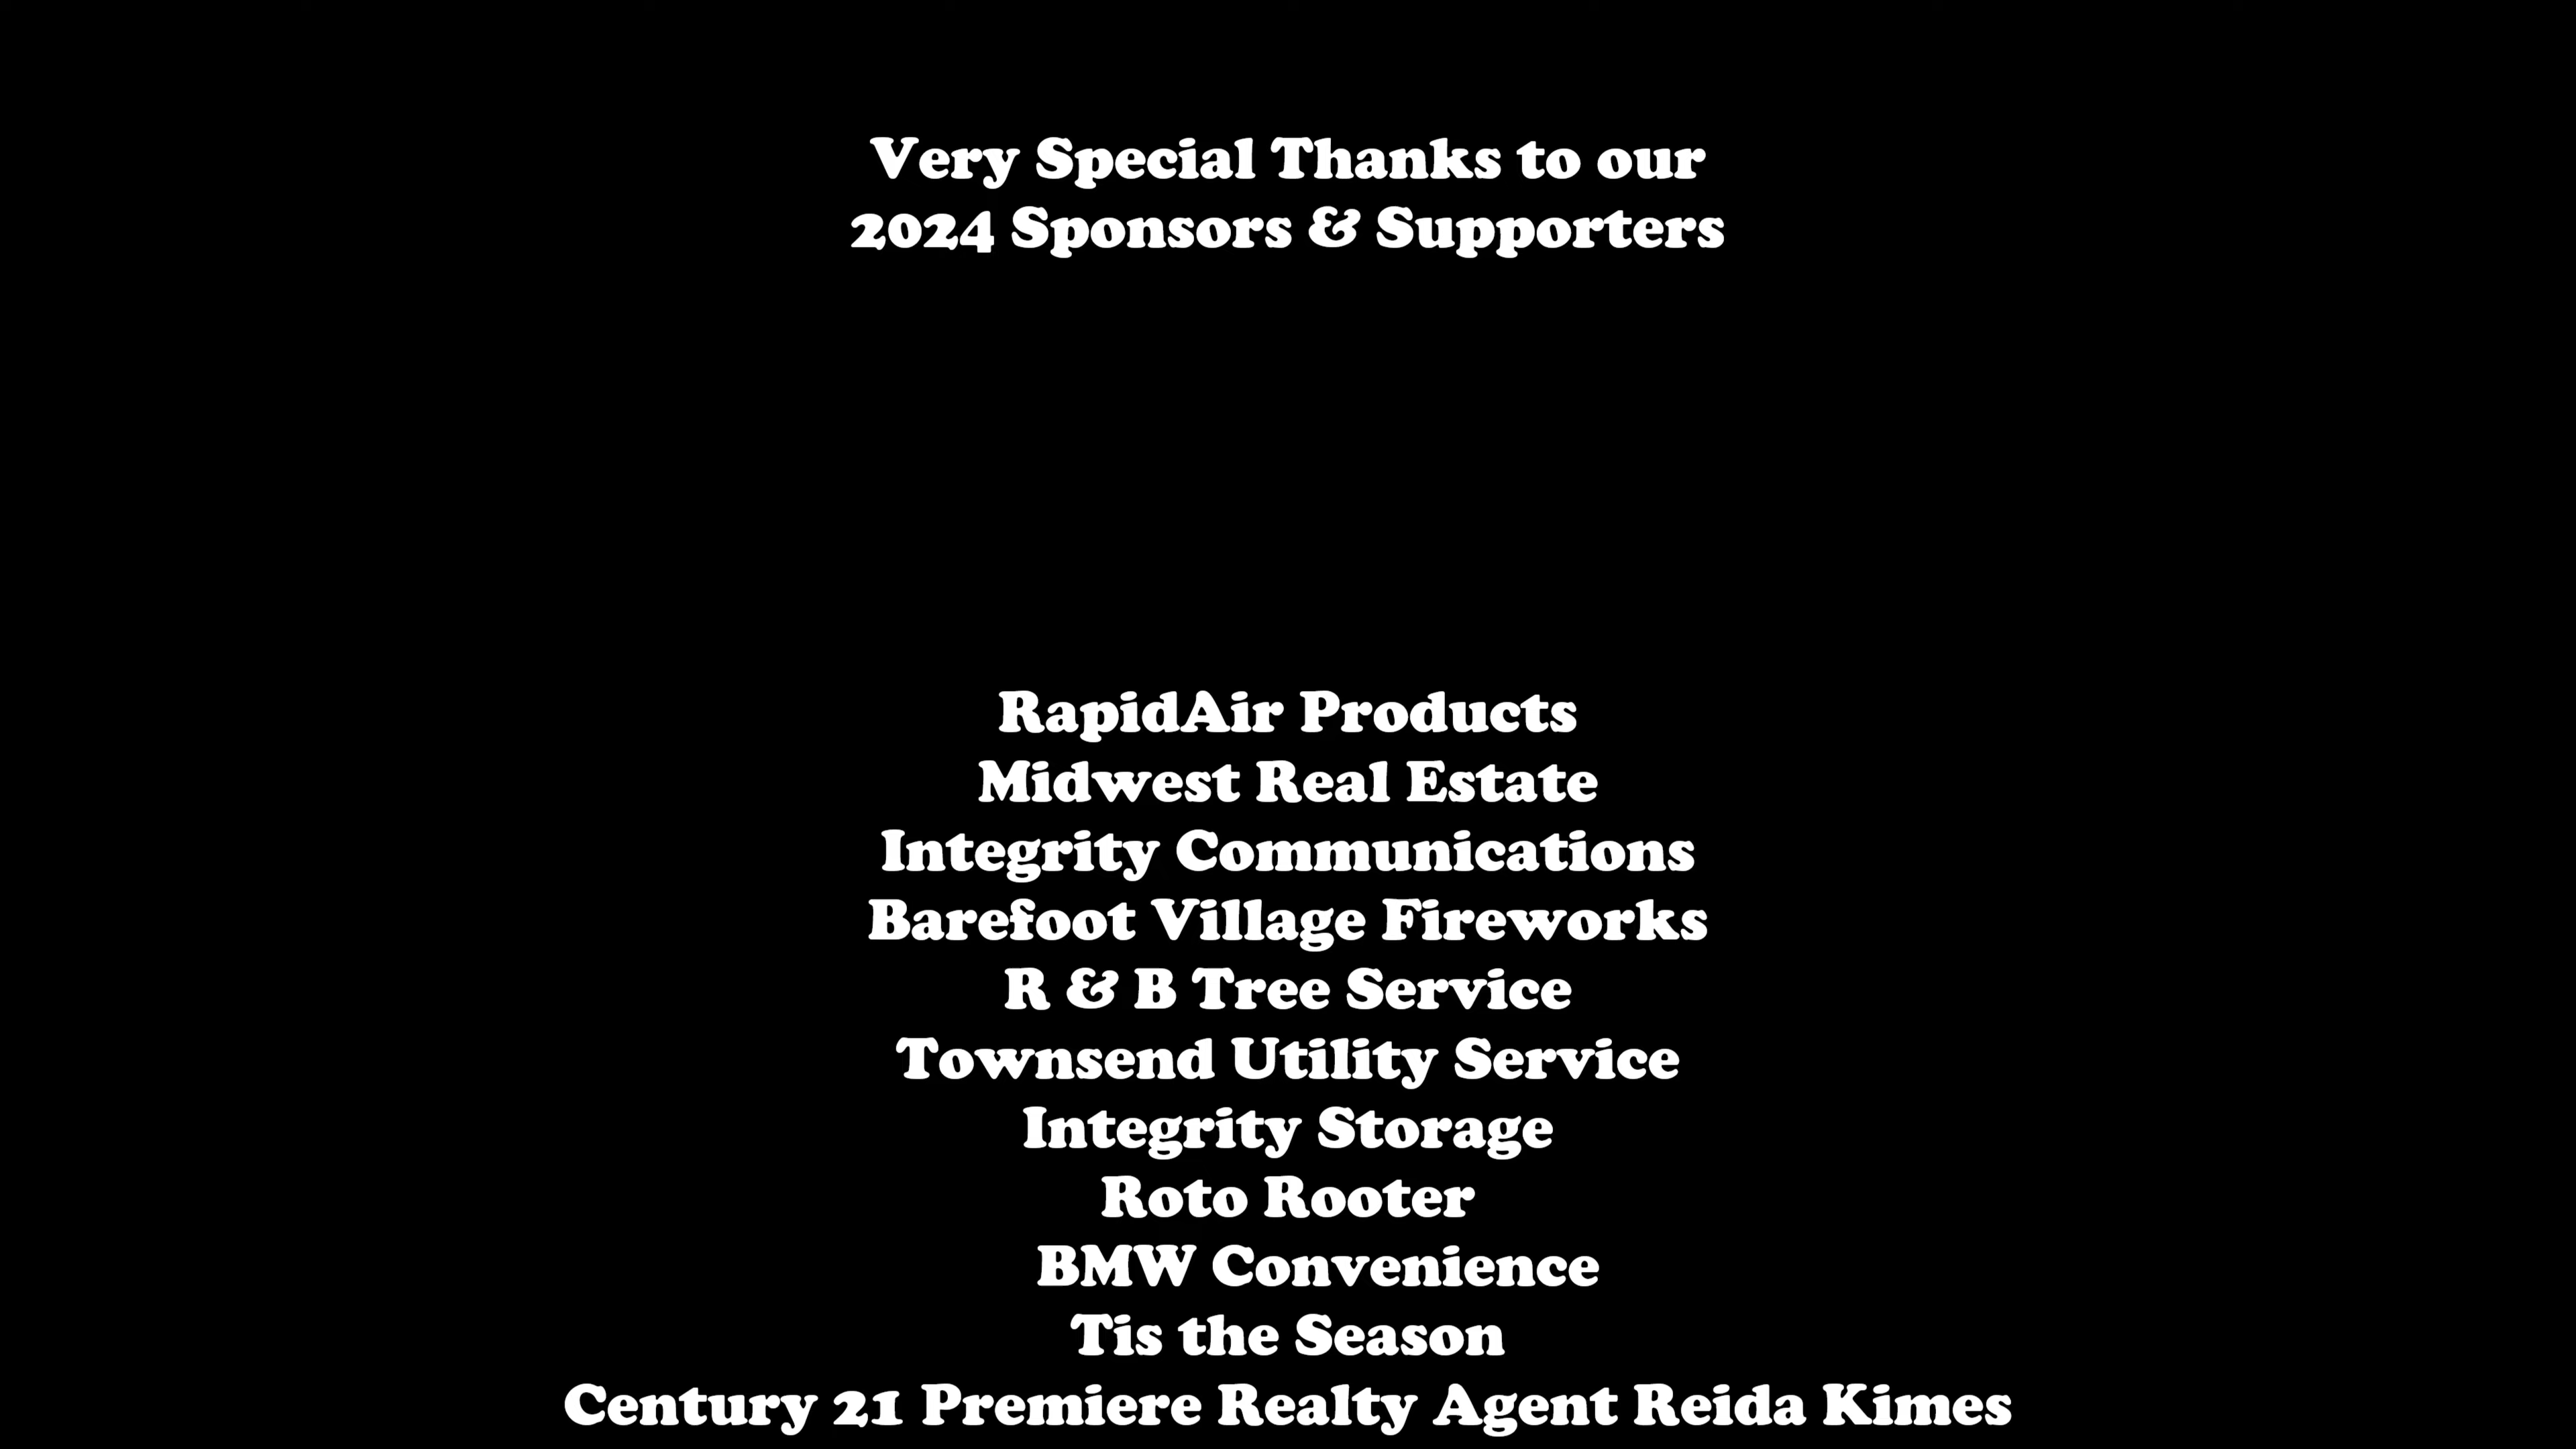 Very Special Thanks to our
2024 Sponsors & Supporters
RapidAir Products
Midwest Real Estate
Integrity Communications
Barefoot Village Fireworks
R & B Tree Service
Townsend Utility Service
Integrity Storage
Roto Rooter
BMW Convenience
Tis the Season
Century 21 Premiere Realty Agent Reida Kimes